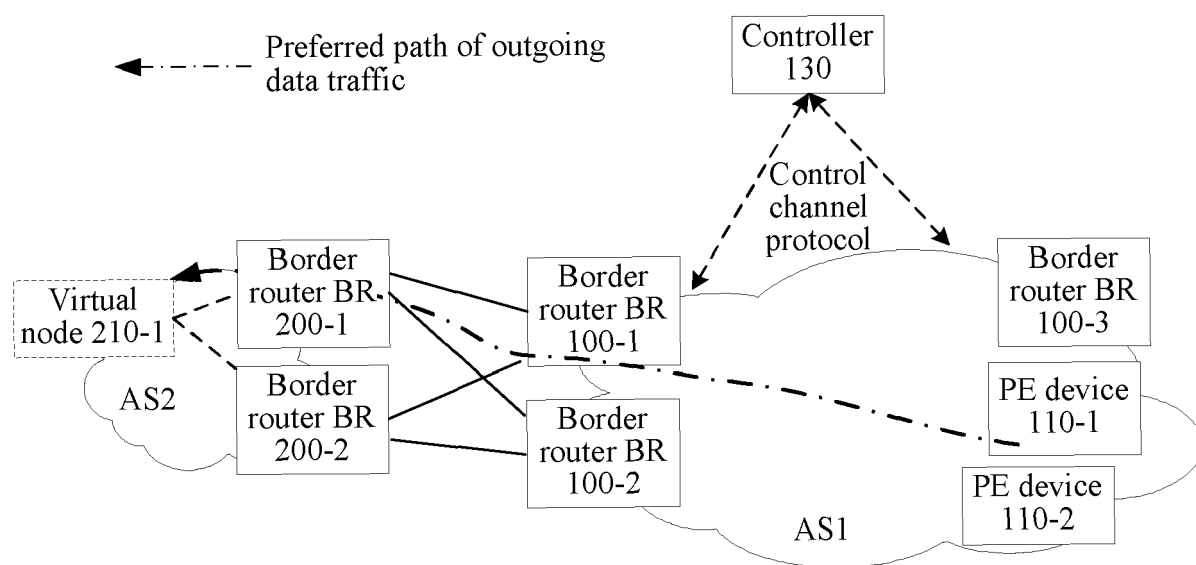 Preferred path of outgoing
data traffic
Controller
130
Control
channel
protocol
Border
router BR
200-1
Virtual
node 210-1
Border
router BR
100-1
Border
router BR
100-3
AS2
Border
router BR
200-2
Border
router BR
100-2
PE device
110-1
PE device
110-2
AS1